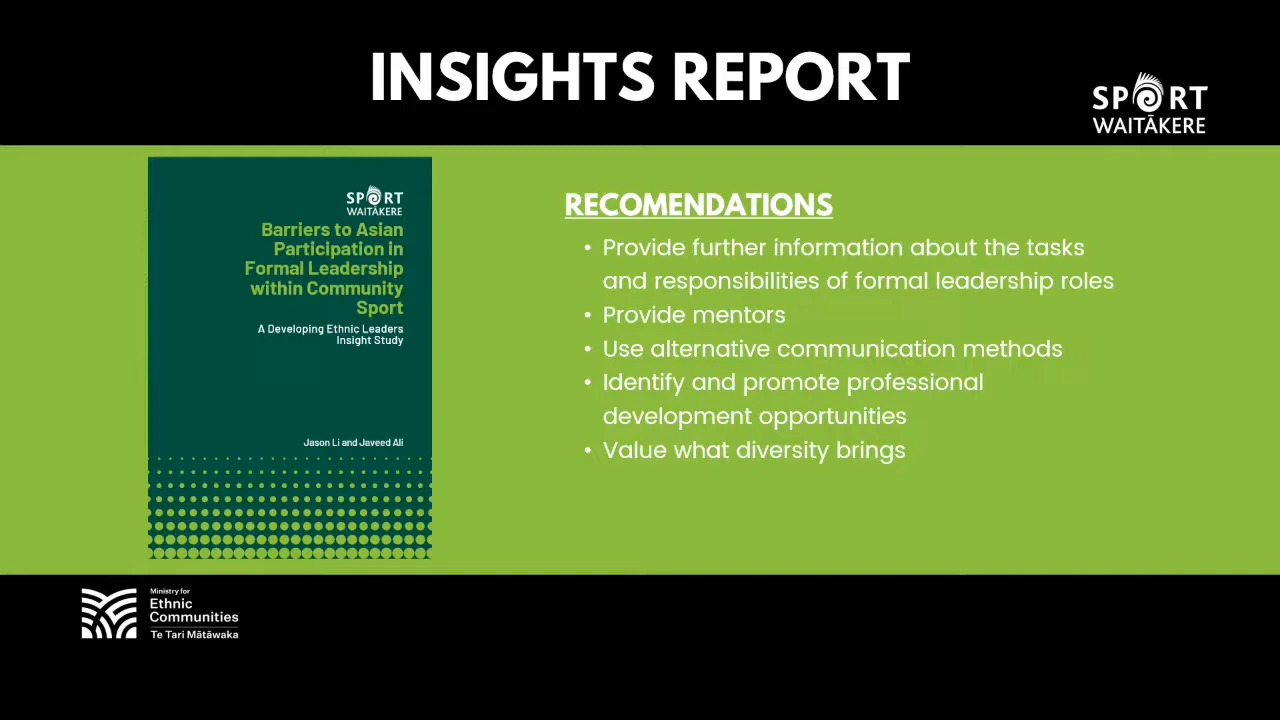 INSIGHTS REPORT
SPORT
WAITĀKERE
SPORT
WAITĀKERE
Barriers to Asian
Participation in
Formal Leadership
within Community
Sport
A Developing Ethnic Leaders
Insight Study
Jason Li and Javeed Ali
RECOMENDATIONS
• Provide further information about the tasks
and responsibilities of formal leadership roles
• Provide mentors
• Use alternative communication methods
• Identify and promote professional
development opportunities
• Value what diversity brings
Ministry for
Ethnic
Communities
Te Tari Mātāwaka